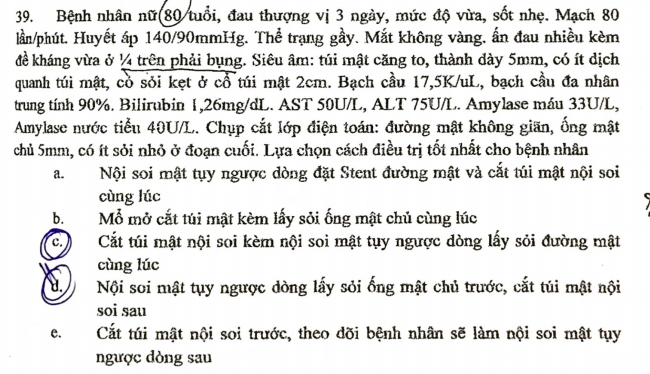 39. Bệnh nhân nữ 80 tuổi, đau thượng vị 3 ngày, mức độ vừa, sốt nhẹ. Mạch 80
lần/phút. Huyết áp 140/90mmHg. Thể trạng gầy. Mắt không vàng. ấn đau nhiều kèm
đề kháng vừa ở ¼ trên phải bụng. Siêu âm: túi mật căng to, thành dày 5mm, có ít dịch
quanh túi mật, có sỏi kẹt ở cổ túi mật 2cm. Bạch cầu 17,5K/uL, bạch cầu đa nhân
trung tính 90%. Bilirubin 1,26mg/dL. AST 50U/L, ALT 75U/L. Amylase máu 33U/L,
Amylase nước tiểu 40U/L. Chụp cắt lớp điện toán: đường mật không giãn, ống mật
chủ 5mm, có ít sỏi nhỏ ở đoạn cuối. Lựa chọn cách điều trị tốt nhất cho bệnh nhân
a. Nội soi mật tụy ngược dòng đặt Stent đường mật và cắt túi mật nội soi
cùng lúc
b. Mổ mở cắt túi mật kèm lấy sỏi ống mật chủ cùng lúc
c. Cắt túi mật nội soi kèm nội soi mật tụy ngược dòng lấy sỏi đường mật
cùng lúc
d. Nội soi mật tụy ngược dòng lấy sỏi ống mật chủ trước, cắt túi mật nội
soi sau
e. Cắt túi mật nội soi trước, theo dõi bệnh nhân sẽ làm nội soi mật tụy
ngược dòng sau